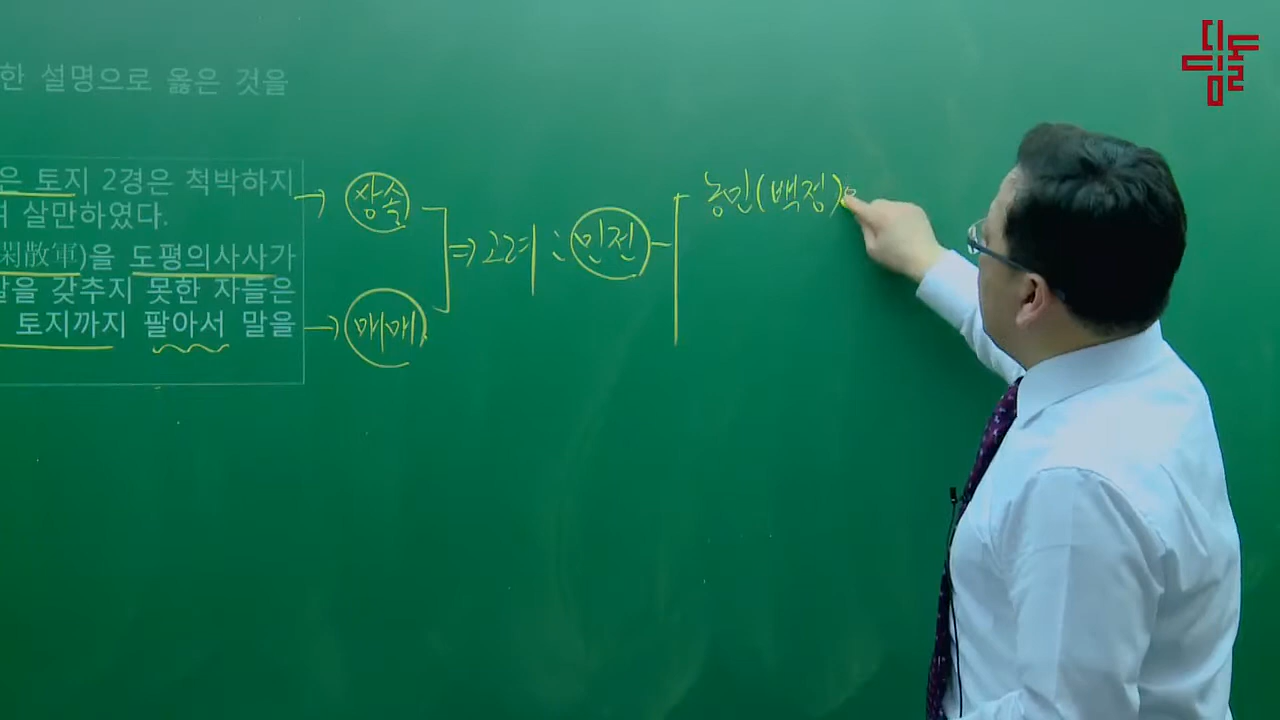 한 설명으로 옳은 것을
은 토지 2경은 척박하지
며 살만하였다.
閑散軍)을 도평의사사가
말을 갖추지 못한 자들은
토지까지 팔아서 말을
→ 상속
→ 매매
⇒ 고려 : 민전
농민(백정)